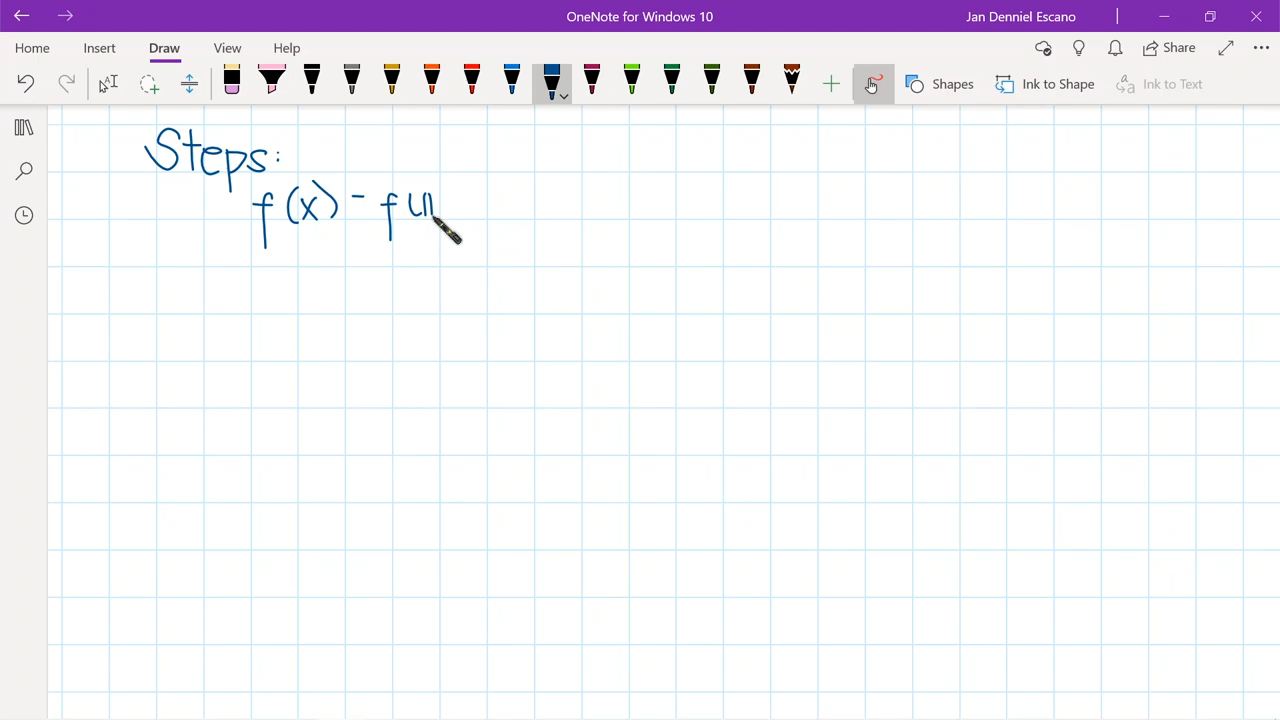 OneNote for Windows 10
Jan Denniel Escano
Home Insert Draw View Help
Share
Shapes Ink to Shape Ink to Text
Steps:
f(x) - fun